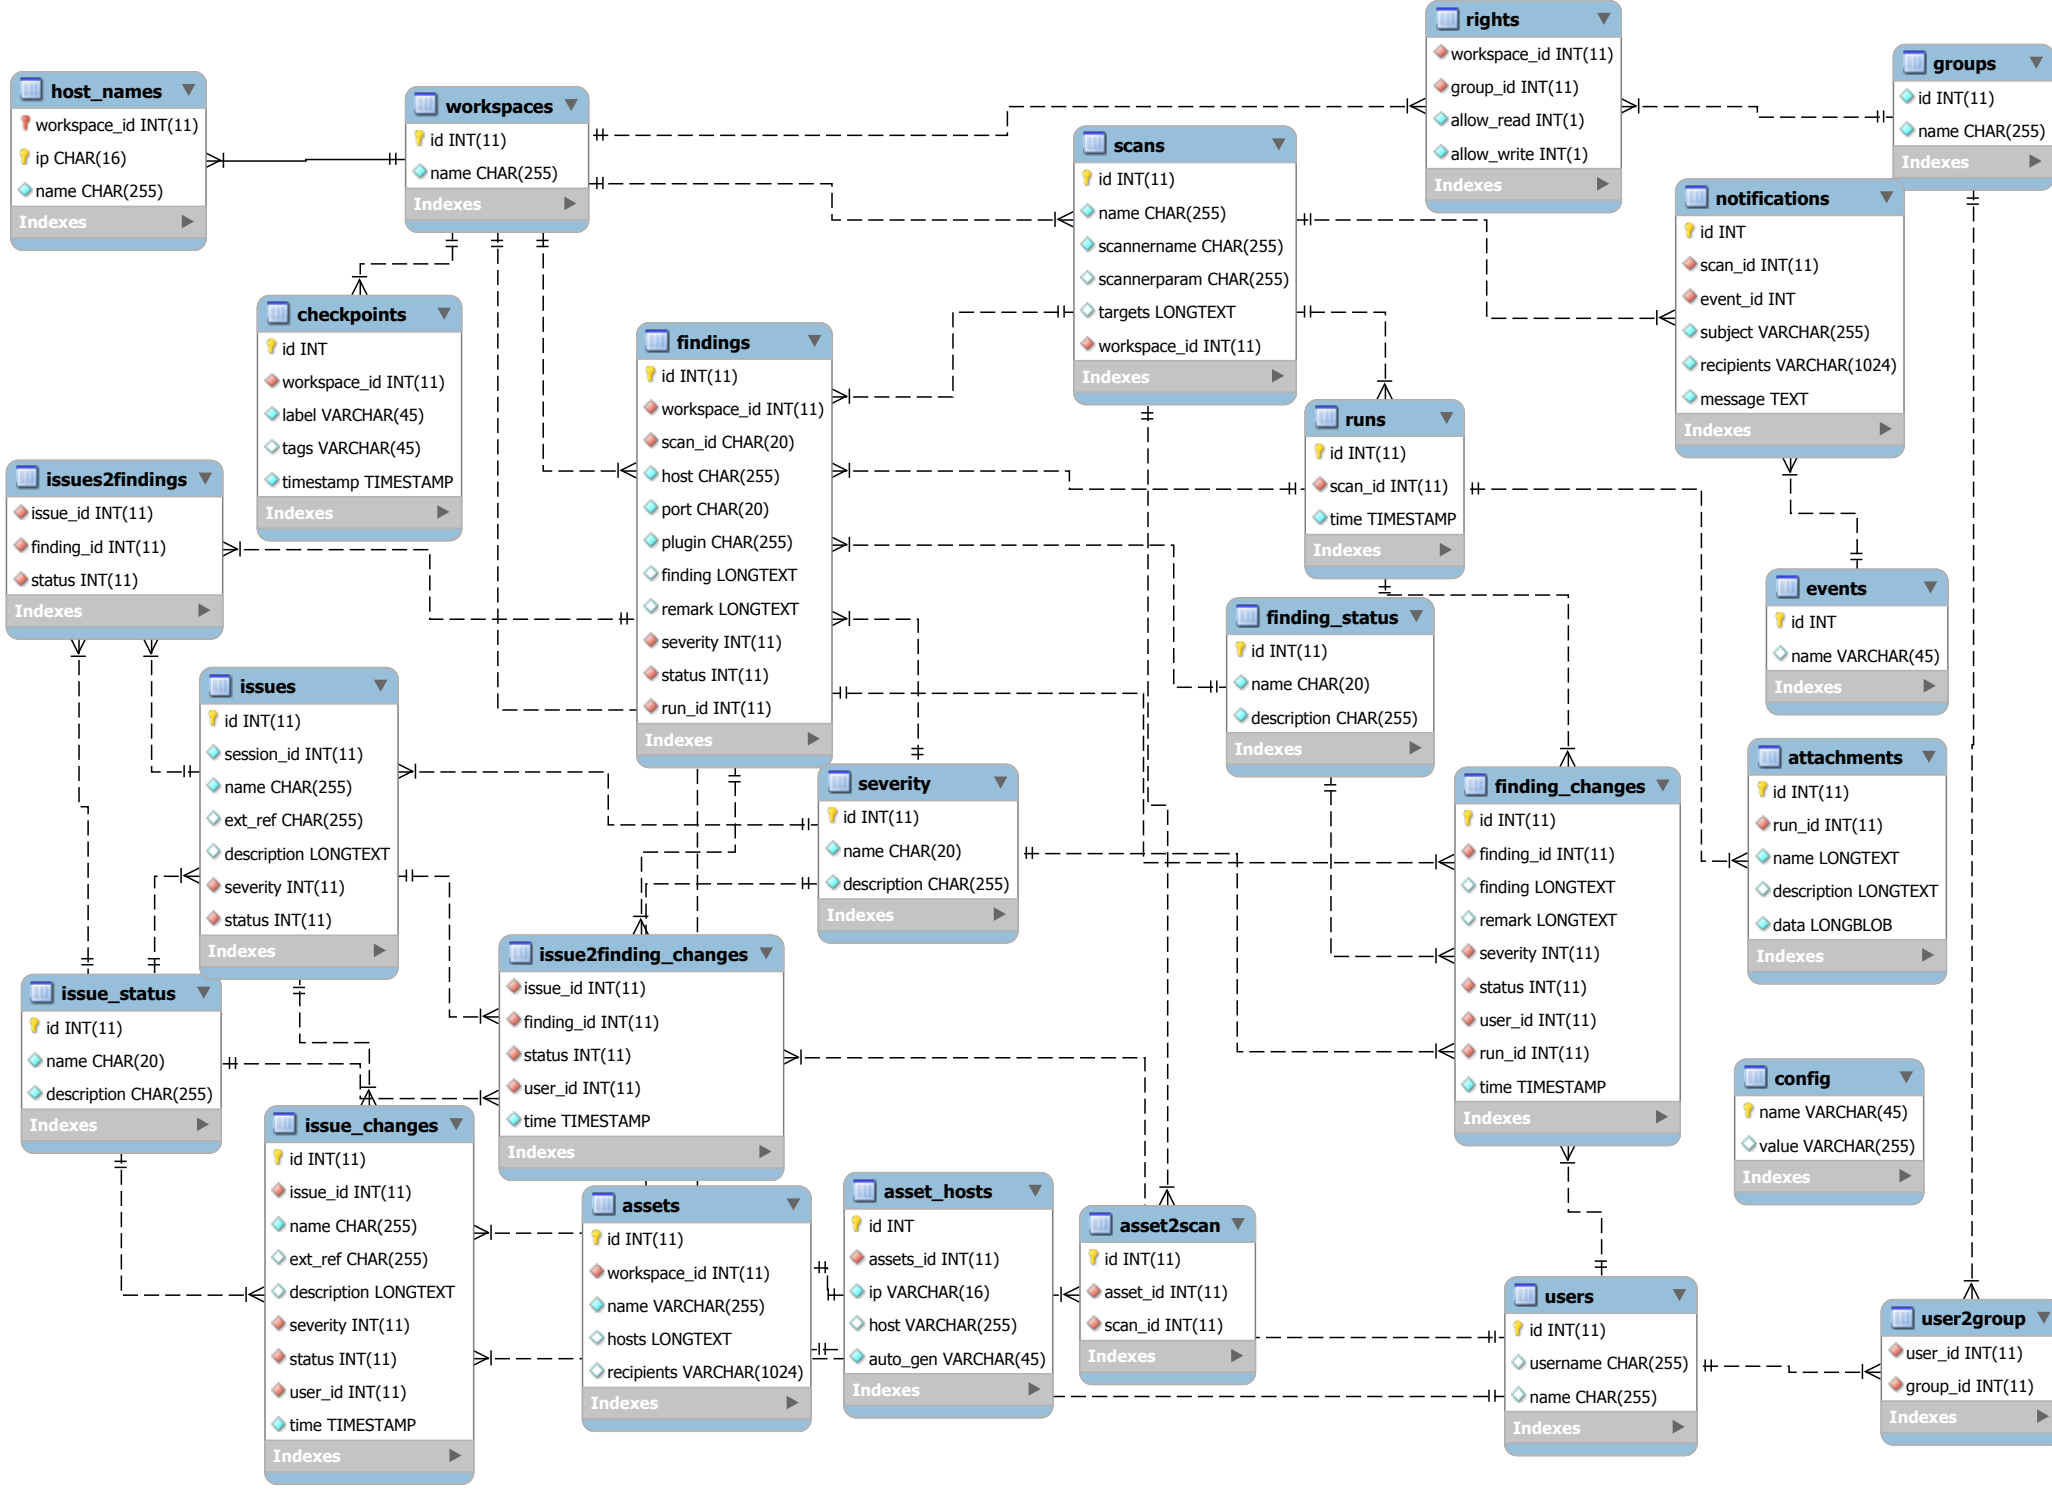 host_names
workspace_id INT(11)
ip CHAR(16)
name CHAR(255)
Indexes
workspaces
id INT(11)
name CHAR(255)
Indexes
rights
workspace_id INT(11)
group_id INT(11)
allow_read INT(1)
allow_write INT(1)
Indexes
groups
id INT(11)
name CHAR(255)
Indexes
scans
id INT(11)
name CHAR(255)
scannername CHAR(255)
scannerparam CHAR(255)
targets LONGTEXT
workspace_id INT(11)
Indexes
notifications
id INT
scan_id INT(11)
event_id INT
subject VARCHAR(255)
recipients VARCHAR(1024)
message TEXT
Indexes
checkpoints
id INT
workspace_id INT(11)
label VARCHAR(45)
tags VARCHAR(45)
timestamp TIMESTAMP
Indexes
findings
id INT(11)
workspace_id INT(11)
scan_id CHAR(20)
host CHAR(255)
port CHAR(20)
plugin CHAR(255)
finding LONGTEXT
remark LONGTEXT
severity INT(11)
status INT(11)
run_id INT(11)
Indexes
runs
id INT(11)
scan_id INT(11)
time TIMESTAMP
Indexes
issues2findings
issue_id INT(11)
finding_id INT(11)
status INT(11)
Indexes
events
id INT
name VARCHAR(45)
Indexes
finding_status
id INT(11)
name CHAR(20)
description CHAR(255)
Indexes
issues
id INT(11)
session_id INT(11)
name CHAR(255)
ext_ref CHAR(255)
description LONGTEXT
severity INT(11)
status INT(11)
Indexes
severity
id INT(11)
name CHAR(20)
description CHAR(255)
Indexes
finding_changes
id INT(11)
finding_id INT(11)
finding LONGTEXT
remark LONGTEXT
severity INT(11)
status INT(11)
user_id INT(11)
run_id INT(11)
time TIMESTAMP
Indexes
attachments
id INT(11)
run_id INT(11)
name LONGTEXT
description LONGTEXT
data LONGBLOB
Indexes
issue_status
id INT(11)
name CHAR(20)
description CHAR(255)
Indexes
issue2finding_changes
issue_id INT(11)
finding_id INT(11)
status INT(11)
user_id INT(11)
time TIMESTAMP
Indexes
config
name VARCHAR(45)
value VARCHAR(255)
Indexes
issue_changes
id INT(11)
issue_id INT(11)
name CHAR(255)
ext_ref CHAR(255)
description LONGTEXT
severity INT(11)
status INT(11)
user_id INT(11)
time TIMESTAMP
Indexes
assets
id INT(11)
workspace_id INT(11)
name VARCHAR(255)
hosts LONGTEXT
recipients VARCHAR(1024)
Indexes
asset_hosts
id INT
assets_id INT(11)
ip VARCHAR(16)
host VARCHAR(255)
auto_gen VARCHAR(45)
Indexes
asset2scan
id INT(11)
asset_id INT(11)
scan_id INT(11)
Indexes
users
id INT(11)
username CHAR(255)
name CHAR(255)
Indexes
user2group
user_id INT(11)
group_id INT(11)
Indexes